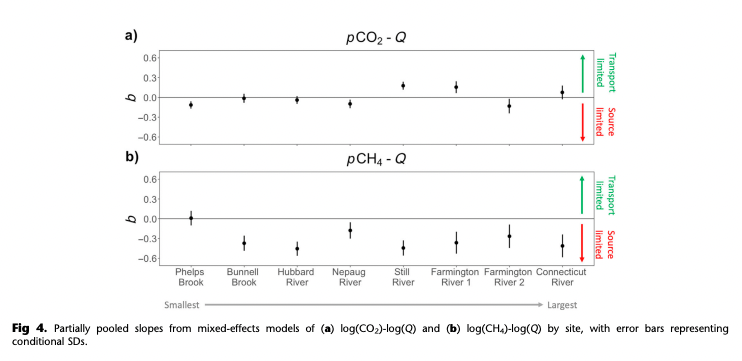 a)
pCO₂ - Q
0.6
0.3
0.0
−0.3
−0.6
b
Transport
limited
Source
limited
b)
pCH₄ - Q
0.6
0.3
0.0
−0.3
−0.6
b
Transport
limited
Source
limited
Phelps Brook
Bunnell Brook
Hubbard River
Nepaug River
Still River
Farmington River 1
Farmington River 2
Connecticut River
Smallest
Largest
Fig 4. Partially pooled slopes from mixed-effects models of (a) log(CO₂)-log(Q) and (b) log(CH₄)-log(Q) by site, with error bars representing
conditional SDs.